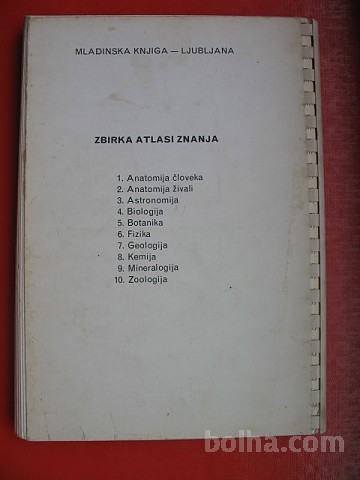 MLADINSKA KNJIGA — LJUBLJANA
ZBIRKA ATLASI ZNANJA
1. Anatomija človeka
2. Anatomija živali
3. Astronomija
4. Biologija
5. Botanika
6. Fizika
7. Geologija
8. Kemija
9. Mineralogija
10. Zoologija
bolha.com